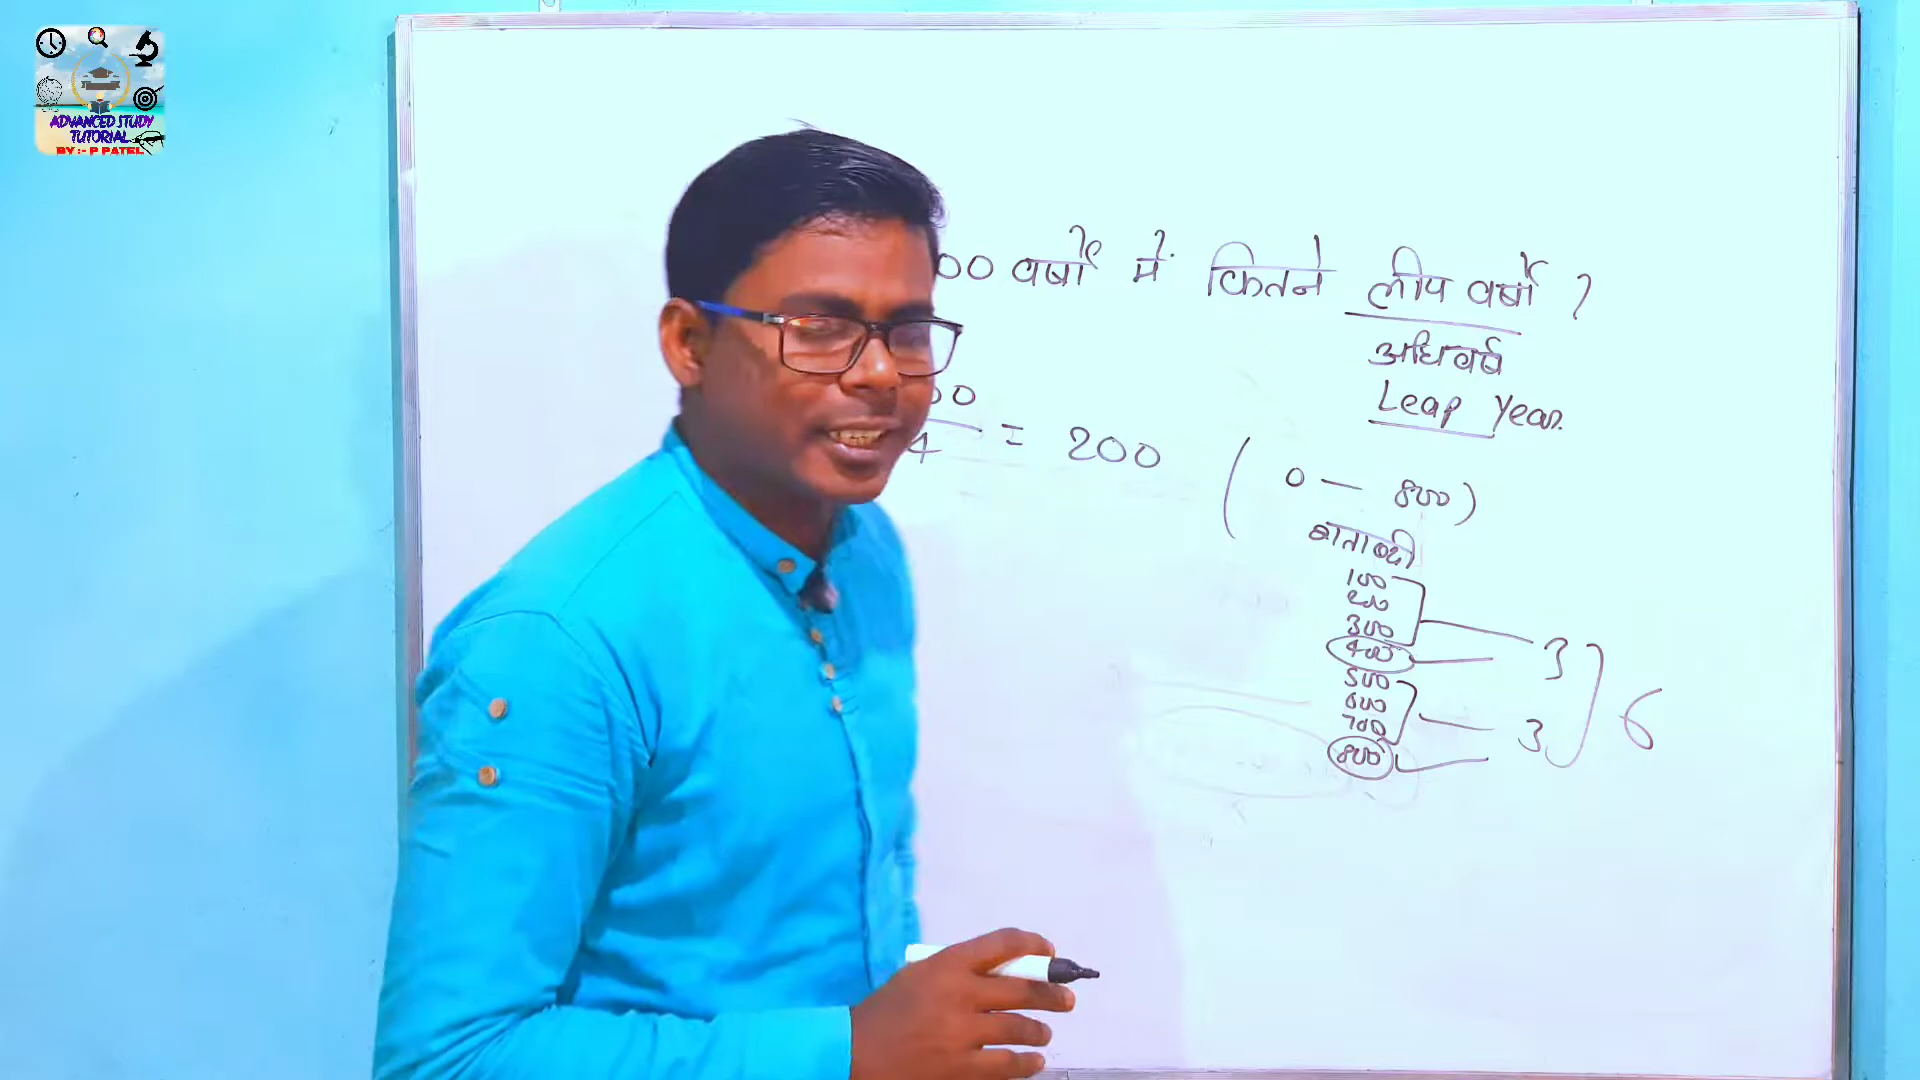 ADVANCED STUDY
TUTORIAL
BY :- P PATEL
00 वर्षों में कितने लीप वर्षों ?
अधिवर्ष
Leap Year.
00
4 = 200 ( 0 — 800 )
शताब्दी
100
200
300
400 3
500
600
700 3 6
800